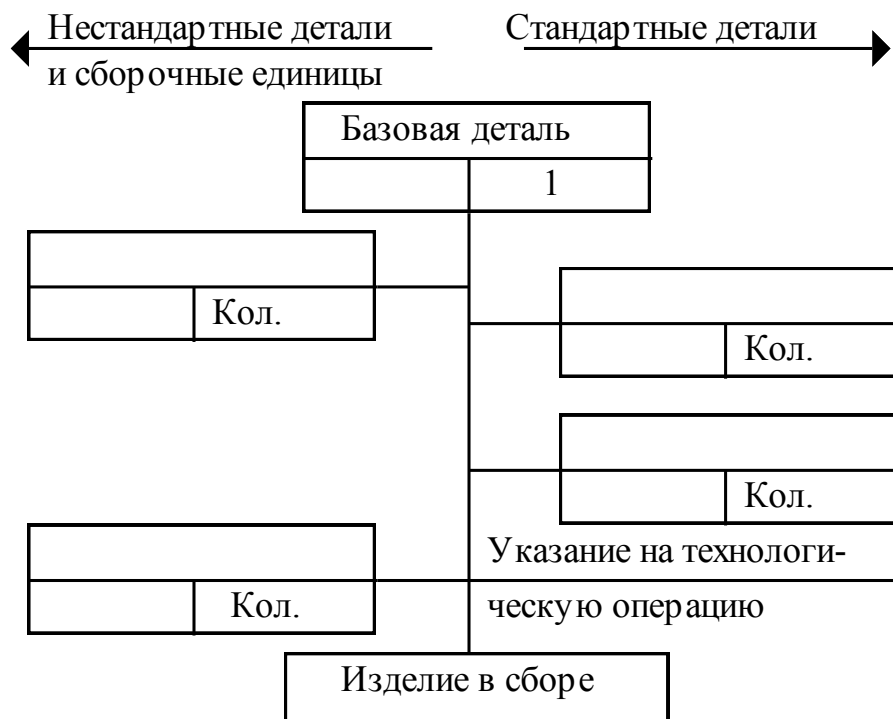 Нестандартные детали
и сборочные единицы
Стандартные детали
Базовая деталь
1
Кол.
Кол.
Кол.
Указание на технологи-
ческую операцию
Кол.
Изделие в сборе